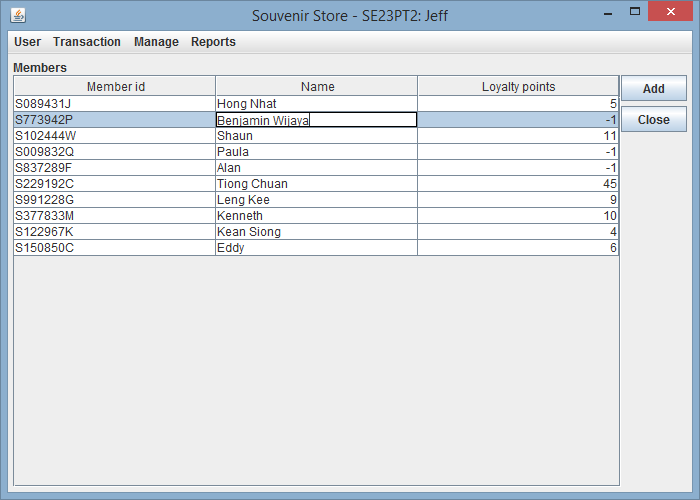 Souvenir Store - SE23PT2: Jeff
User Transaction Manage Reports
Members
Member id Name Loyalty points
S089431J Hong Nhat 5
S773942P Benjamin Wijaya -1
S102444W Shaun 11
S009832Q Paula -1
S837289F Alan -1
S229192C Tiong Chuan 45
S991228G Leng Kee 9
S377833M Kenneth 10
S122967K Kean Siong 4
S150850C Eddy 6
Add
Close